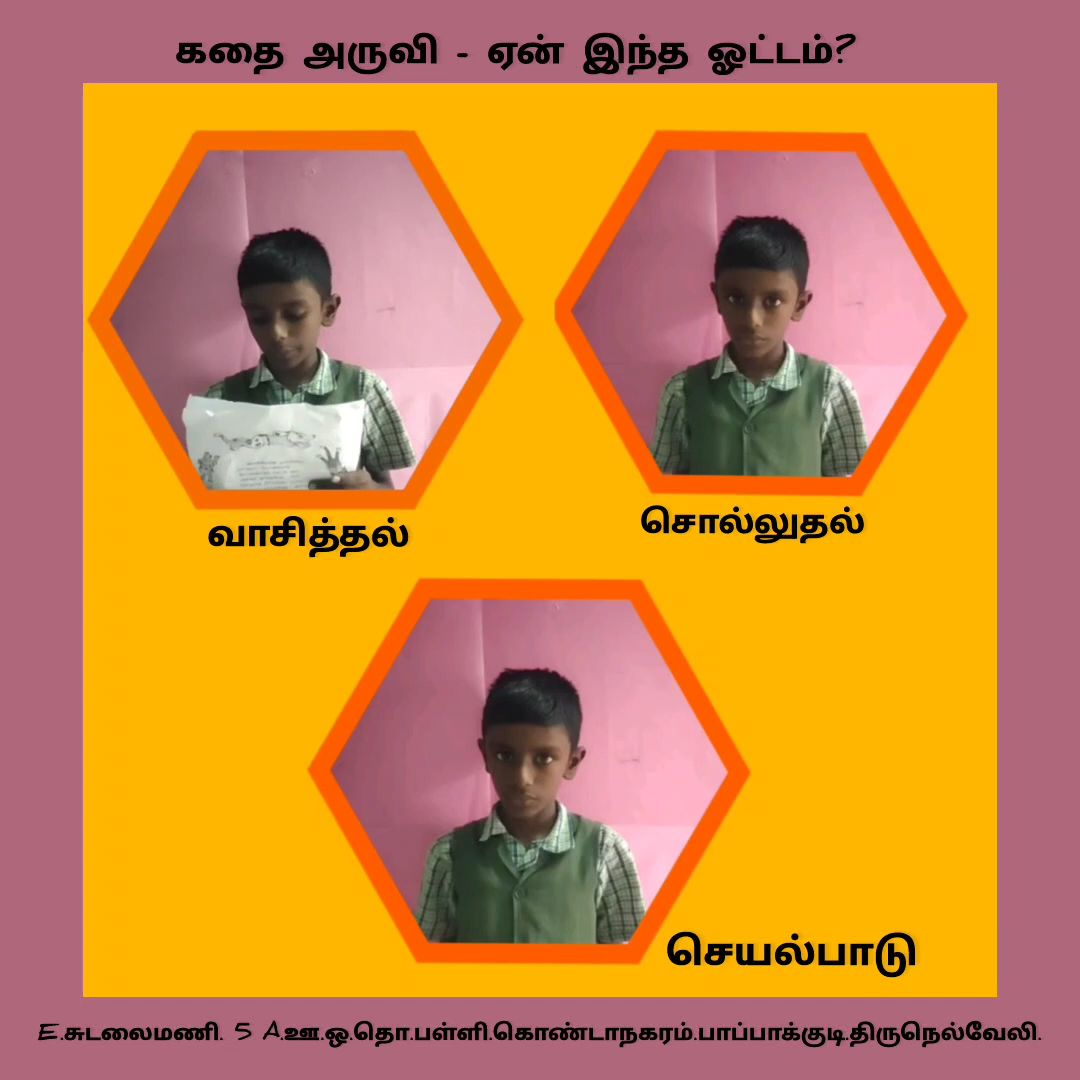 கதை அருவி - ஏன் இந்த ஓட்டம்?
வாசித்தல்
சொல்லுதல்
செயல்பாடு
E.சுடலைமணி. 5 A.ஊ.ஒ.தொ.பள்ளி.கொண்டாநகரம்.பாப்பாக்குடி.திருநெல்வேலி.